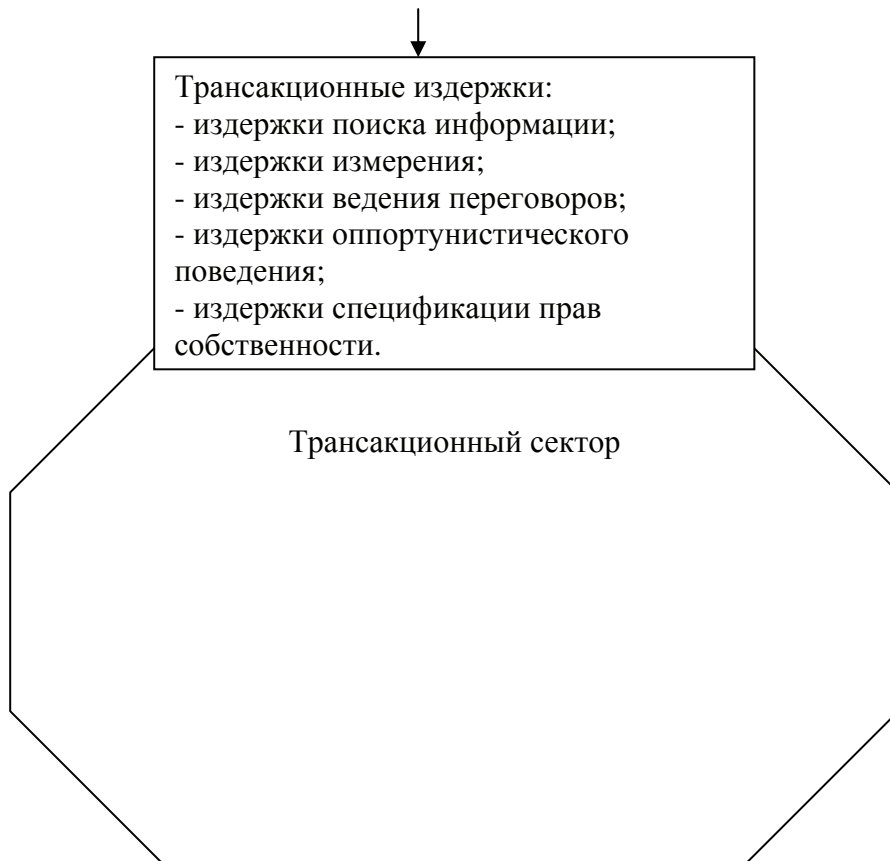 Трансакционные издержки:
- издержки поиска информации;
- издержки измерения;
- издержки ведения переговоров;
- издержки оппортунистического
поведения;
- издержки спецификации прав
собственности.
Трансакционный сектор